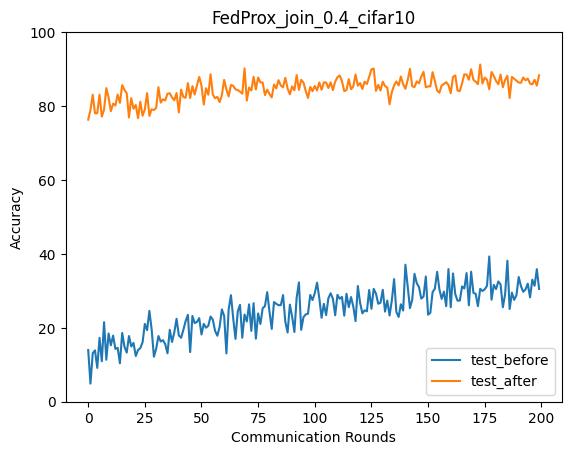 FedProx_join_0.4_cifar10
Accuracy
100
80
60
40
20
0
0 25 50 75 100 125 150 175 200
Communication Rounds
test_before
test_after